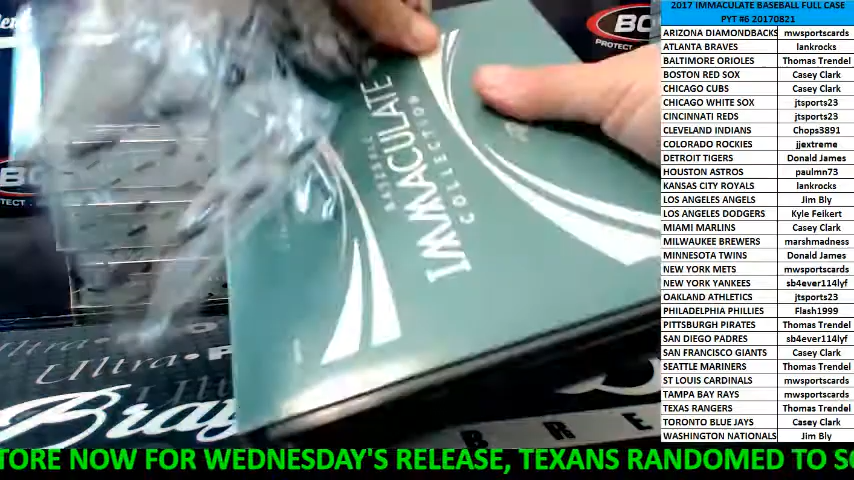 2017 IMMACULATE BASEBALL FULL CASE
PYT #6 20170821
ARIZONA DIAMONDBACKS mwsportscards
ATLANTA BRAVES lankrocks
BALTIMORE ORIOLES Thomas Trendel
BOSTON RED SOX Casey Clark
CHICAGO CUBS Casey Clark
CHICAGO WHITE SOX jtsports23
CINCINNATI REDS jtsports23
CLEVELAND INDIANS Chops3891
COLORADO ROCKIES jjextreme
DETROIT TIGERS Donald James
HOUSTON ASTROS paulmn73
KANSAS CITY ROYALS lankrocks
LOS ANGELES ANGELS Jim Bly
LOS ANGELES DODGERS Kyle Feikert
MIAMI MARLINS Casey Clark
MILWAUKEE BREWERS marshmadness
MINNESOTA TWINS Donald James
NEW YORK METS mwsportscards
NEW YORK YANKEES sb4ever114lyf
OAKLAND ATHLETICS jtsports23
PHILADELPHIA PHILLIES Flash1999
PITTSBURGH PIRATES Thomas Trendel
SAN DIEGO PADRES sb4ever114lyf
SAN FRANCISCO GIANTS Casey Clark
SEATTLE MARINERS Thomas Trendel
ST LOUIS CARDINALS mwsportscards
TAMPA BAY RAYS mwsportscards
TEXAS RANGERS Thomas Trendel
TORONTO BLUE JAYS Casey Clark
WASHINGTON NATIONALS Jim Bly
BASEBALL
IMMACULATE
COLLECTION
BC
PROTECT
BC
TECT
Ultra
B R E
TORE NOW FOR WEDNESDAY'S RELEASE, TEXANS RANDOMED TO SC